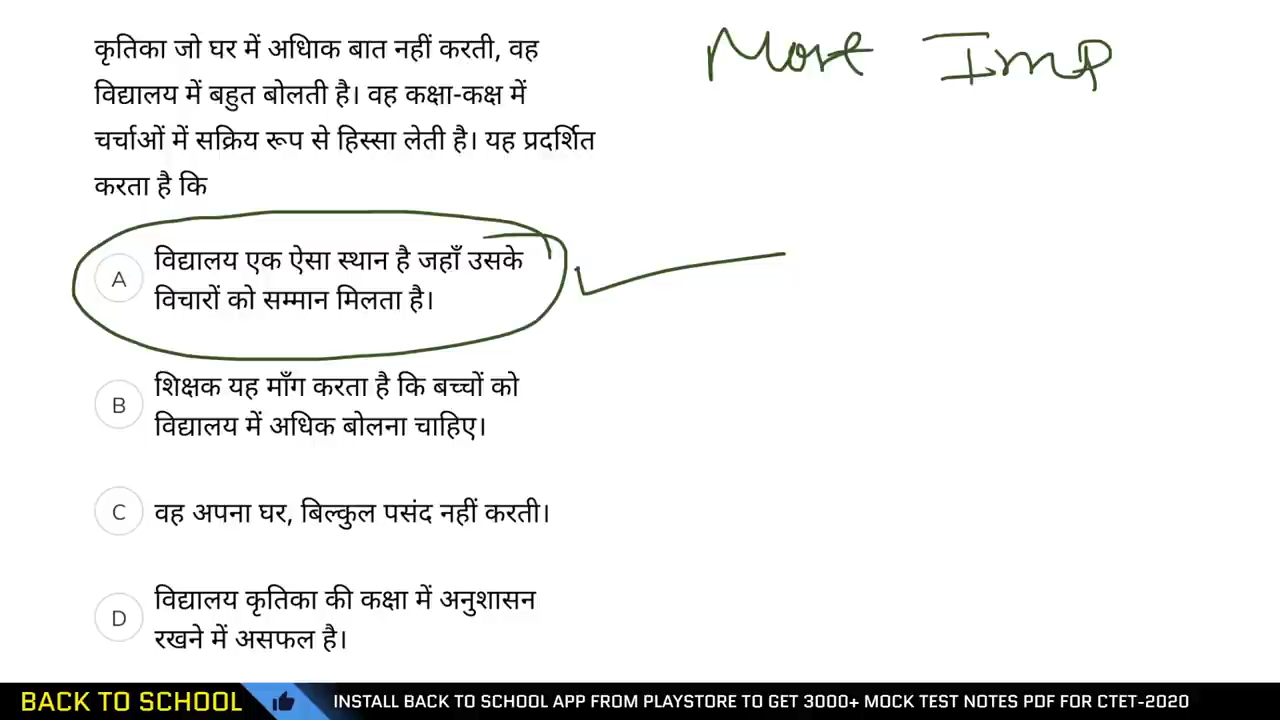 कृतिका जो घर में अधिाक बात नहीं करती, वह
विद्यालय में बहुत बोलती है। वह कक्षा-कक्ष में
चर्चाओं में सक्रिय रूप से हिस्सा लेती है। यह प्रदर्शित
करता है कि
More Imp
A विद्यालय एक ऐसा स्थान है जहाँ उसके
विचारों को सम्मान मिलता है।
B शिक्षक यह माँग करता है कि बच्चों को
विद्यालय में अधिक बोलना चाहिए।
C वह अपना घर, बिल्कुल पसंद नहीं करती।
D विद्यालय कृतिका की कक्षा में अनुशासन
रखने में असफल है।
BACK TO SCHOOL INSTALL BACK TO SCHOOL APP FROM PLAYSTORE TO GET 3000+ MOCK TEST NOTES PDF FOR CTET-2020